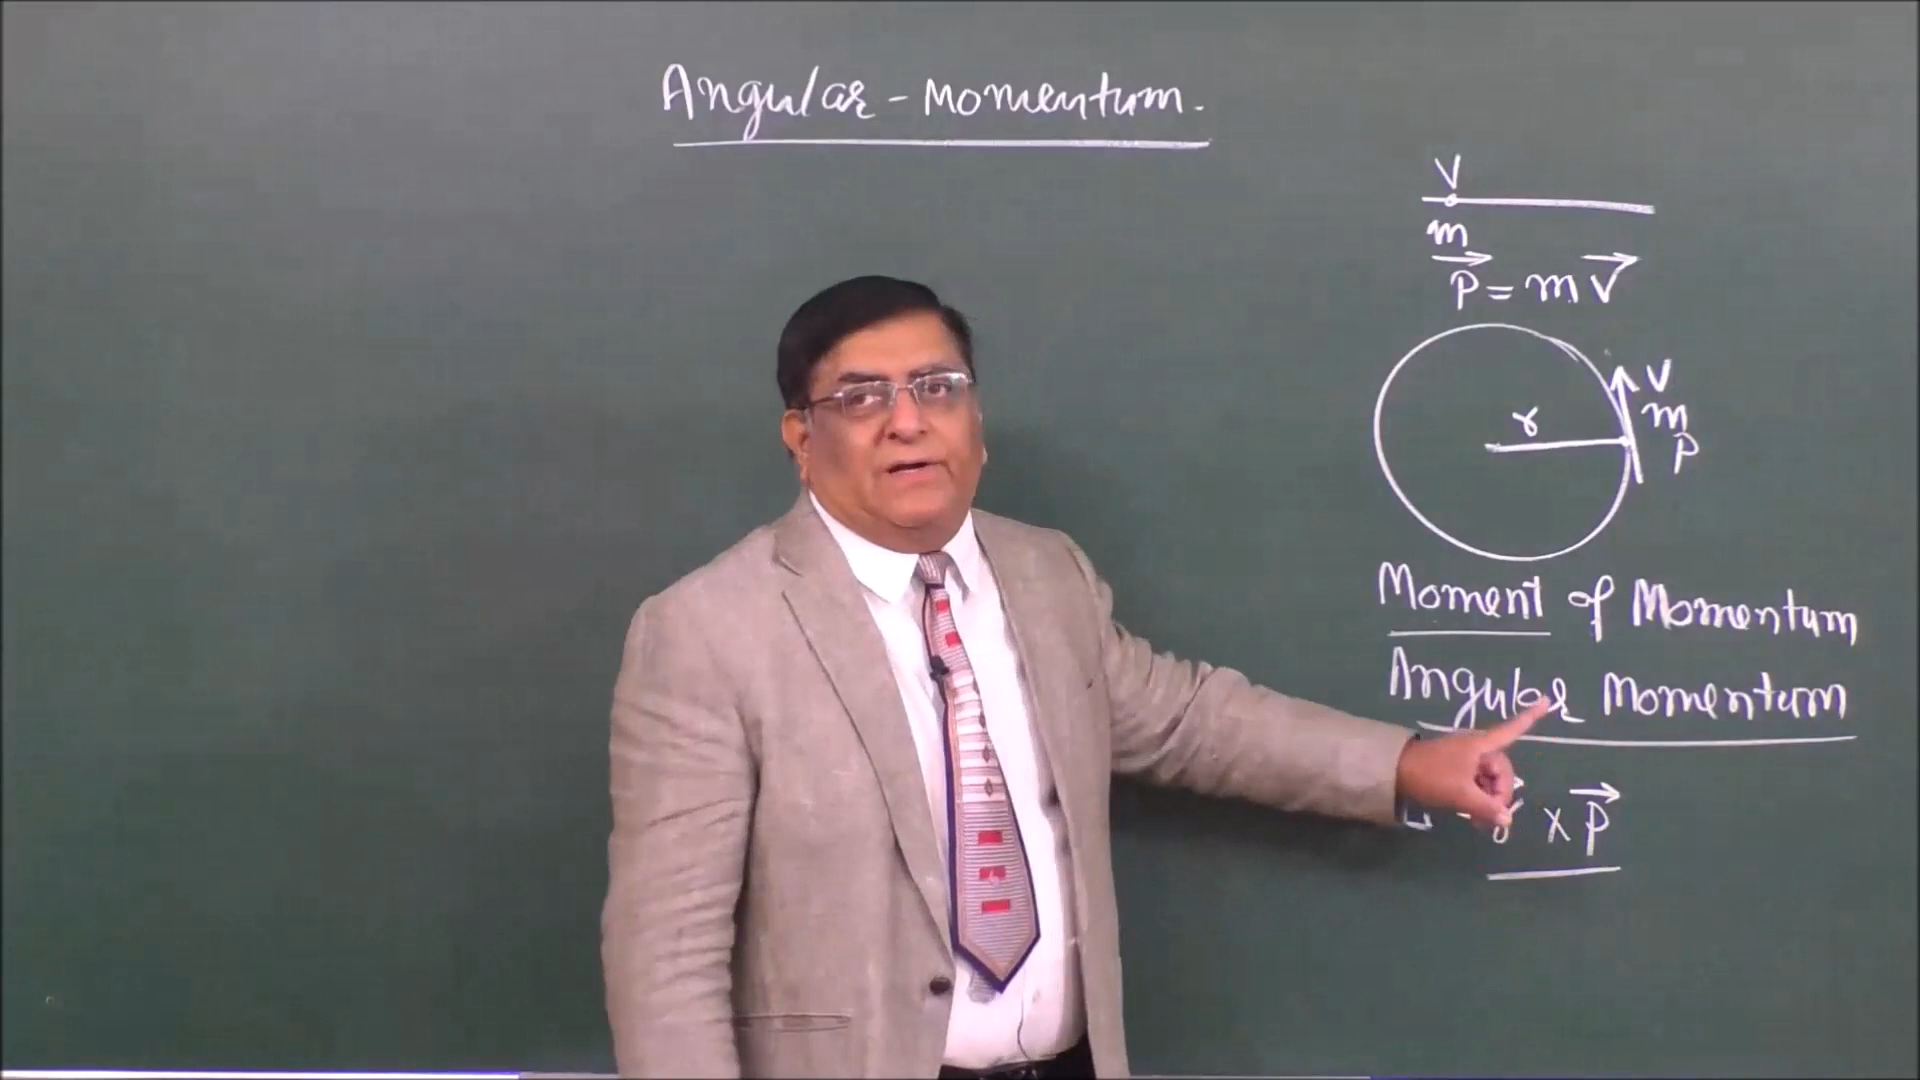 Angular - Momentum.
V
m
P = mV
V
r
m
P
Moment of Momentum
Angular Momentum
L = r × P